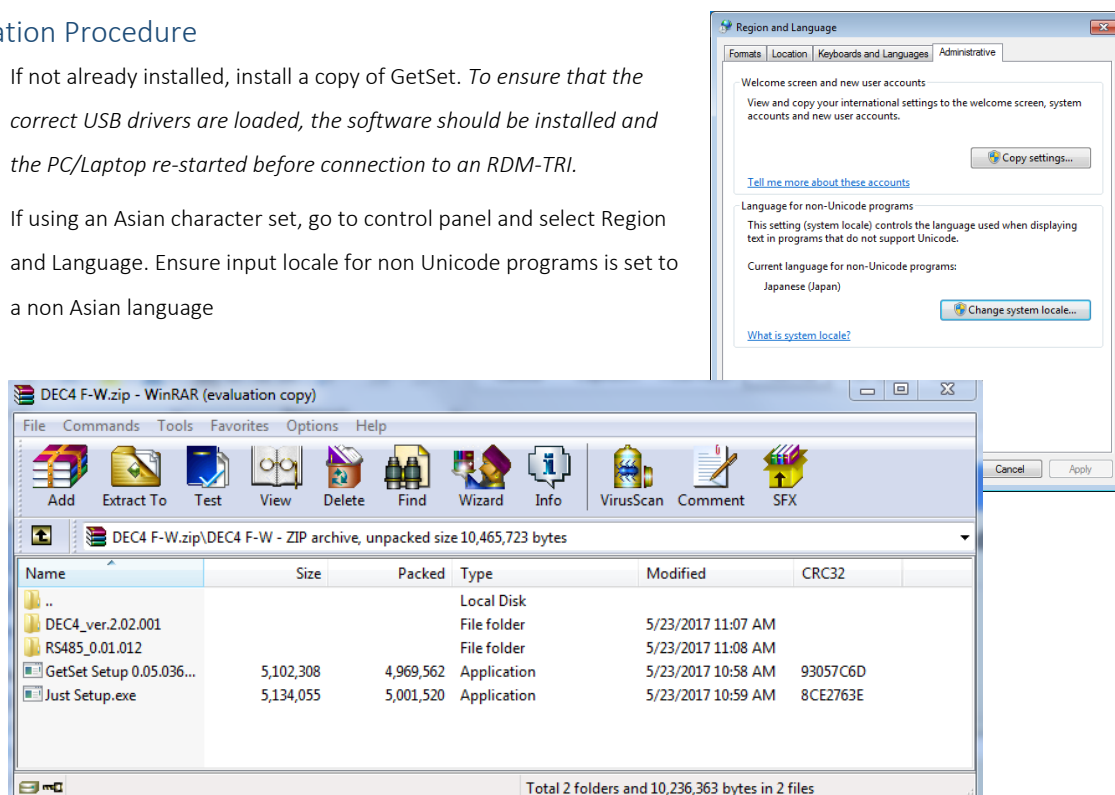 ation Procedure
If not already installed, install a copy of GetSet. To ensure that the
correct USB drivers are loaded, the software should be installed and
the PC/Laptop re-started before connection to an RDM-TRI.
If using an Asian character set, go to control panel and select Region
and Language. Ensure input locale for non Unicode programs is set to
a non Asian language
Region and Language
Formats Location Keyboards and Languages Administrative
Welcome screen and new user accounts
View and copy your international settings to the welcome screen, system
accounts and new user accounts.
Copy settings...
Tell me more about these accounts
Language for non-Unicode programs
This setting (system locale) controls the language used when displaying
text in programs that do not support Unicode.
Current language for non-Unicode programs:
Japanese (Japan)
Change system locale...
What is system locale?
Cancel Apply
DEC4 F-W.zip - WinRAR (evaluation copy)
File Commands Tools Favorites Options Help
Add Extract To Test View Delete Find Wizard Info VirusScan Comment SFX
DEC4 F-W.zip\DEC4 F-W - ZIP archive, unpacked size 10,465,723 bytes
Name Size Packed Type Modified CRC32
.. Local Disk
DEC4_ver.2.02.001 File folder 5/23/2017 11:07 AM
RS485_0.01.012 File folder 5/23/2017 11:08 AM
GetSet Setup 0.05.036... 5,102,308 4,969,562 Application 5/23/2017 10:58 AM 93057C6D
Just Setup.exe 5,134,055 5,001,520 Application 5/23/2017 10:59 AM 8CE2763E
Total 2 folders and 10,236,363 bytes in 2 files